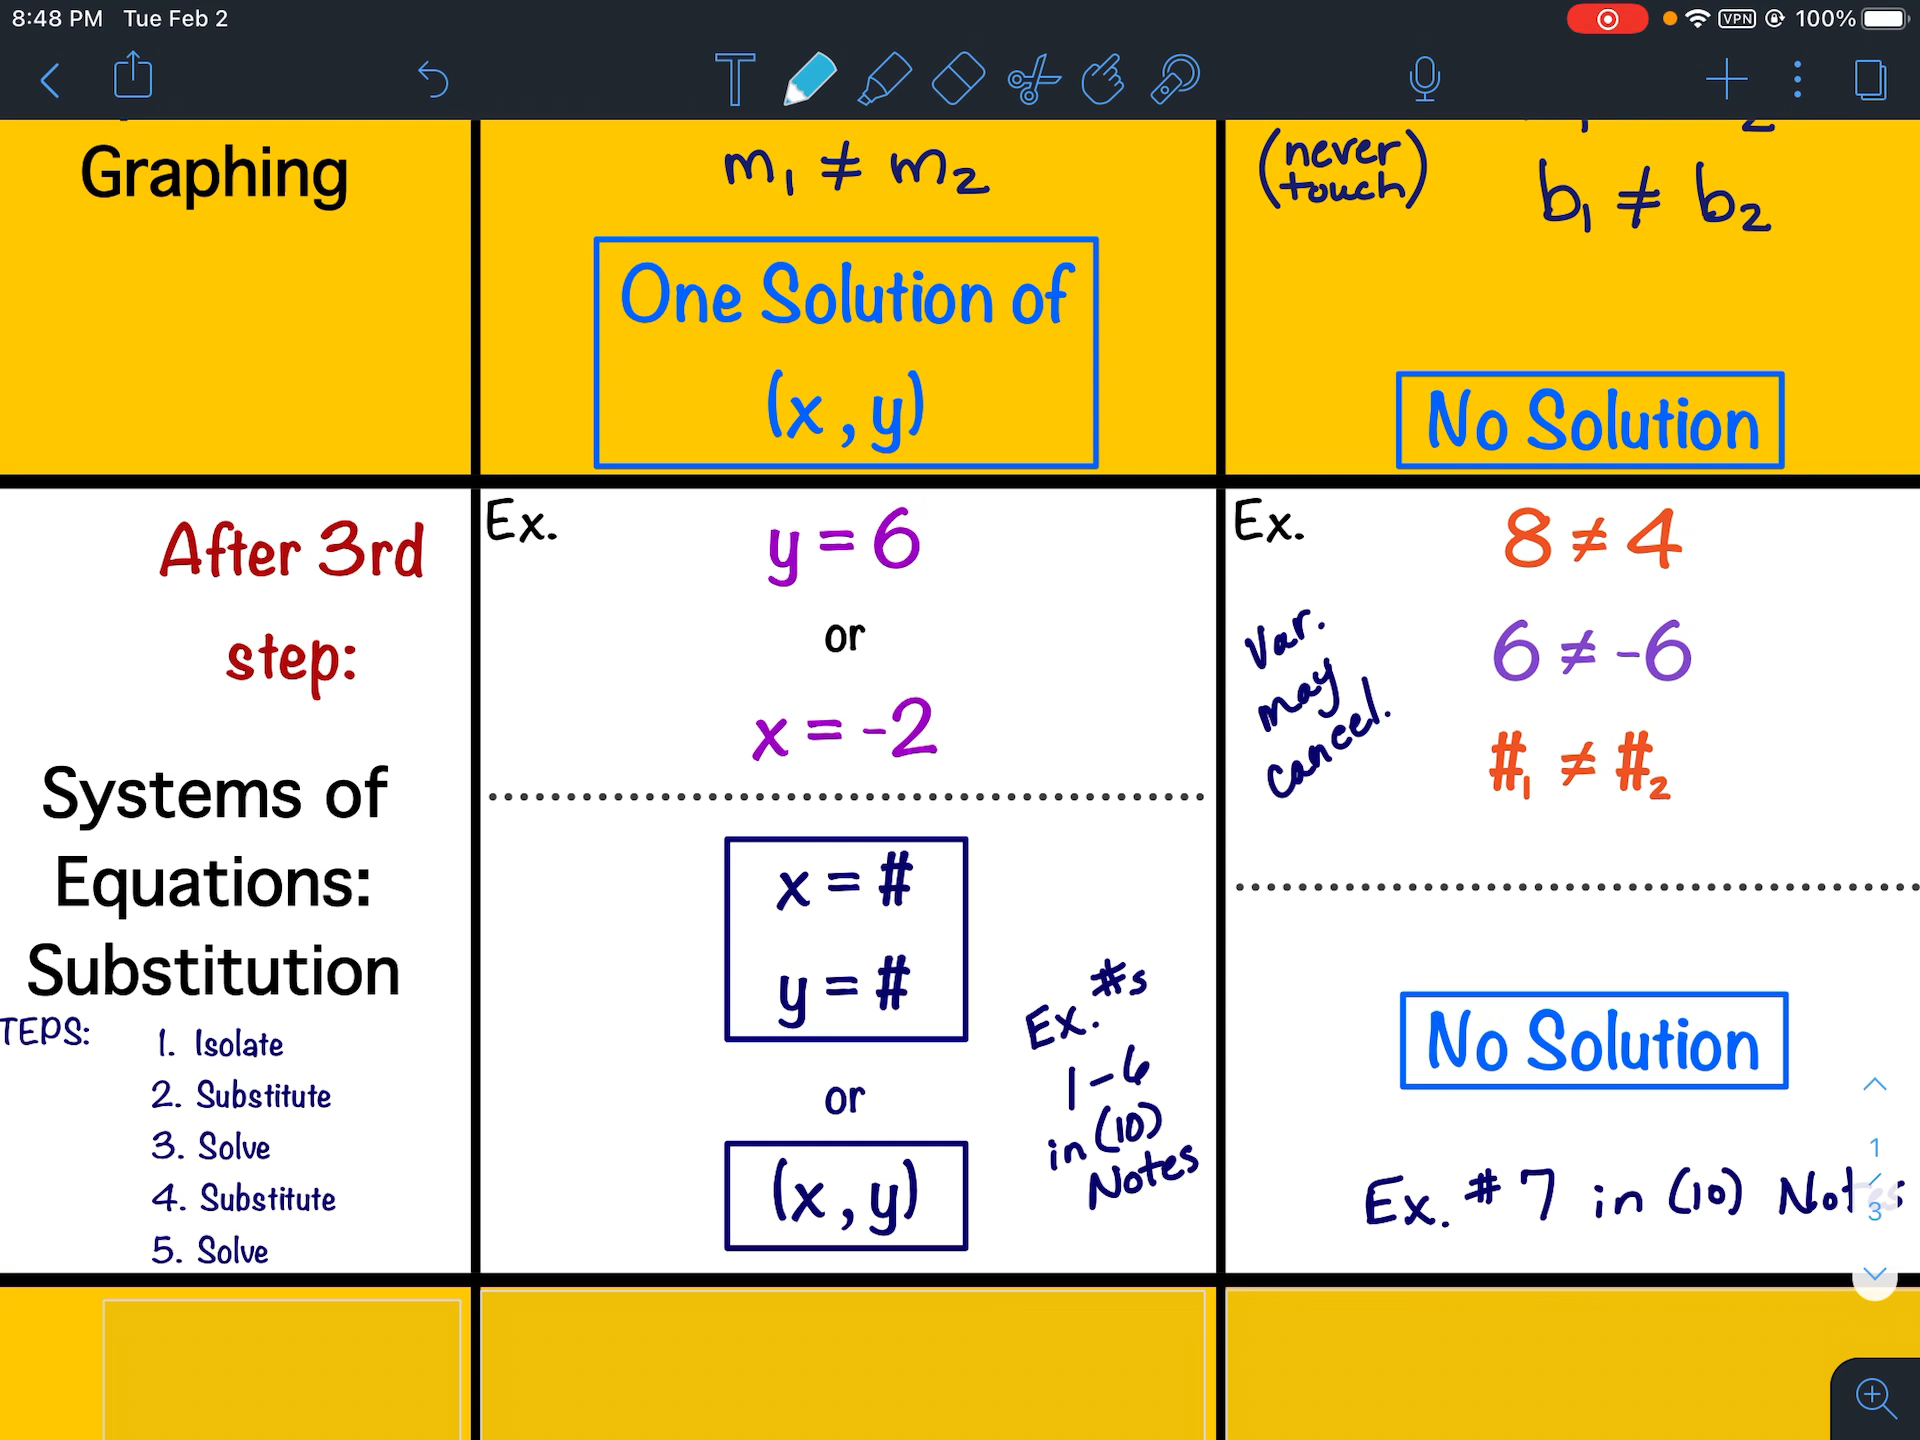 8:48 PM Tue Feb 2
VPN 100%
Graphing
m₁ ≠ m₂
One Solution of
(x , y)
(never
touch)
b₁ ≠ b₂
No Solution
After 3rd
step:
Systems of
Equations:
Substitution
TEPS:
1. Isolate
2. Substitute
3. Solve
4. Substitute
5. Solve
Ex.
y = 6
or
x = -2
x = #
y = #
or
(x , y)
Ex. #s
1-6
in (10)
Notes
Ex.
8 ≠ 4
6 ≠ -6
#₁ ≠ #₂
Var.
may
cancel.
No Solution
Ex. # 7 in (10) Notes
1
/
3